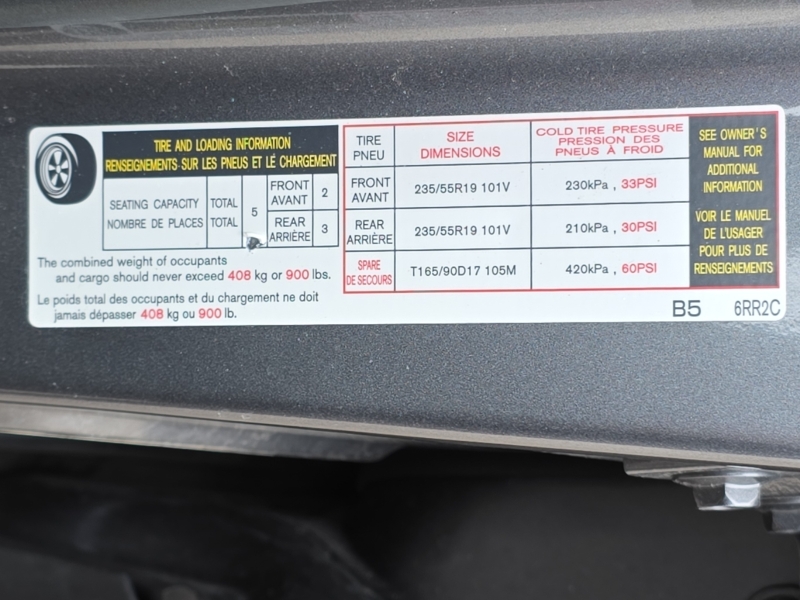 TIRE AND LOADING INFORMATION
RENSEIGNEMENTS SUR LES PNEUS ET LE CHARGEMENT
SEATING CAPACITY TOTAL 5 FRONT AVANT 2
NOMBRE DE PLACES TOTAL REAR ARRIÈRE 3
The combined weight of occupants
and cargo should never exceed 408 kg or 900 lbs.
Le poids total des occupants et du chargement ne doit
jamais dépasser 408 kg ou 900 lb.
TIRE PNEU SIZE DIMENSIONS COLD TIRE PRESSURE PRESSION DES PNEUS À FROID
FRONT AVANT 235/55R19 101V 230kPa , 33PSI
REAR ARRIÈRE 235/55R19 101V 210kPa , 30PSI
SPARE DE SECOURS T165/90D17 105M 420kPa , 60PSI
SEE OWNER'S
MANUAL FOR
ADDITIONAL
INFORMATION
VOIR LE MANUEL
DE L'USAGER
POUR PLUS DE
RENSEIGNEMENTS
B5 6RR2C